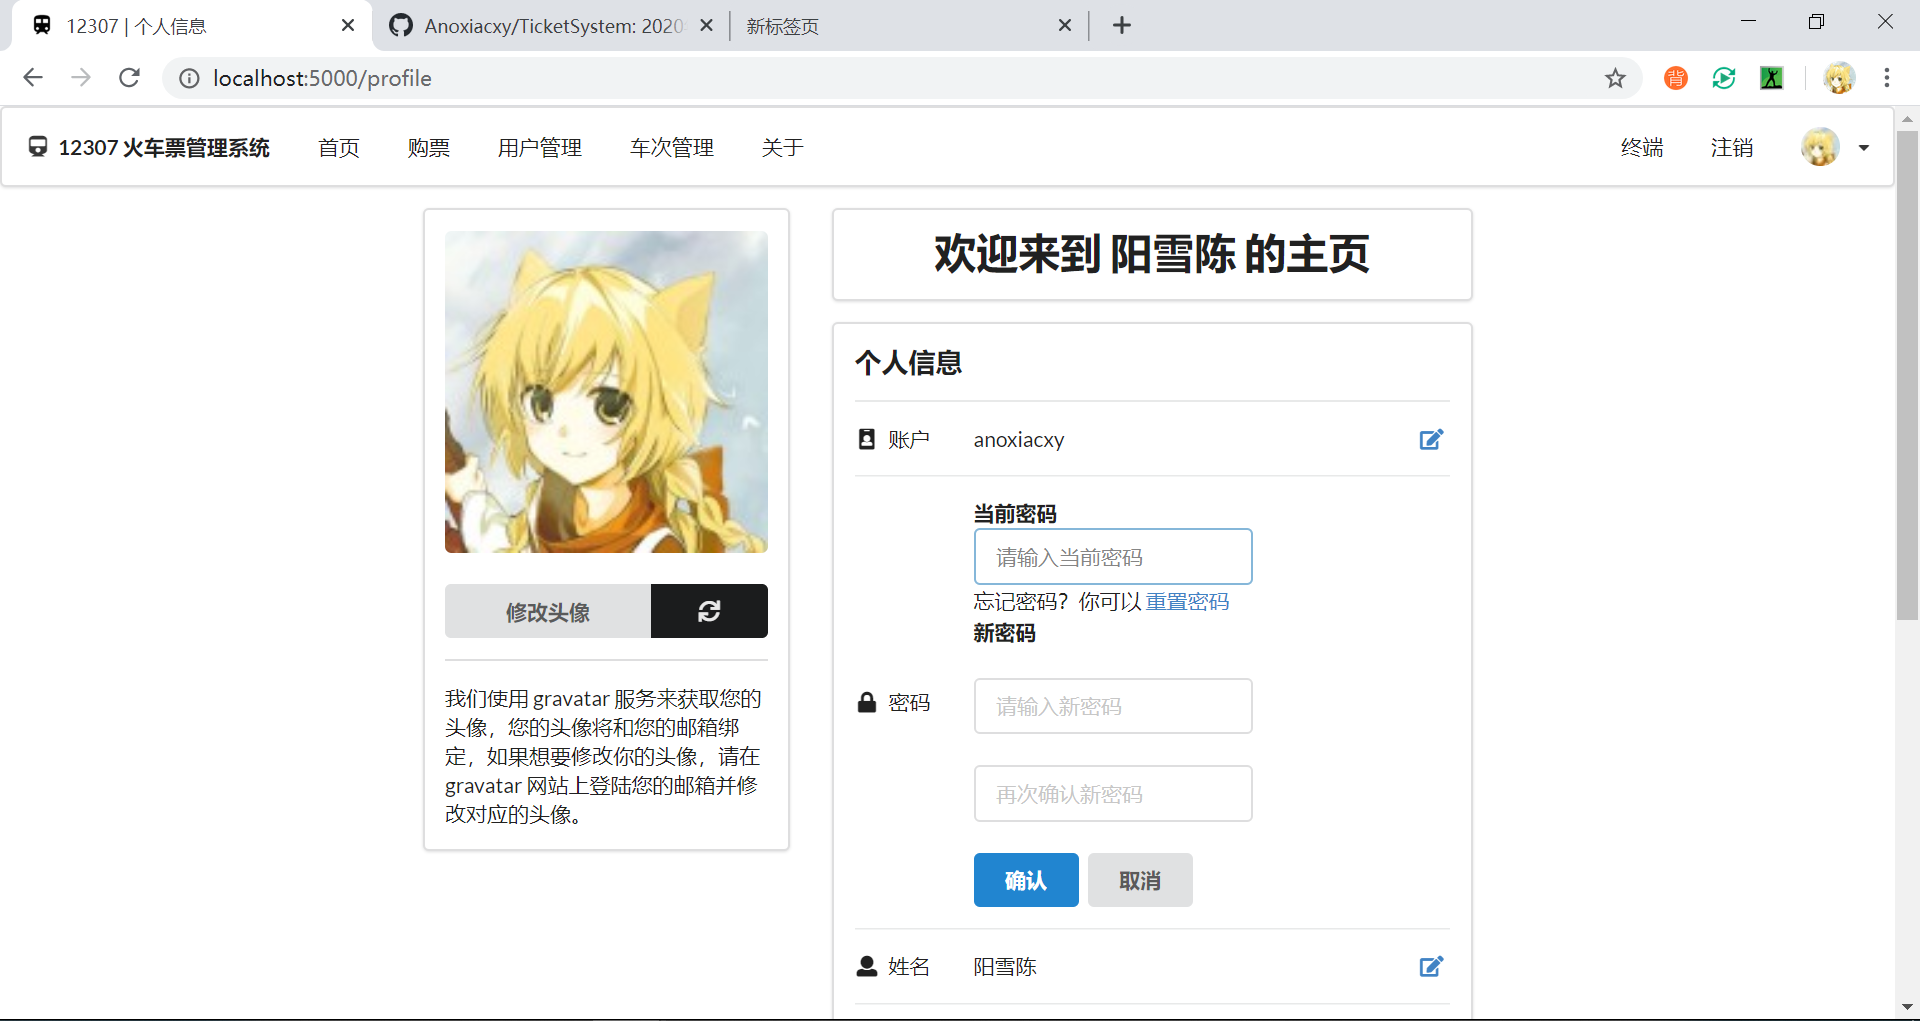 12307 | 个人信息
Anoxiacxy/TicketSystem: 2020
新标签页
localhost:5000/profile
背
12307 火车票管理系统
首页
购票
用户管理
车次管理
关于
终端
注销
修改头像
我们使用 gravatar 服务来获取您的
头像，您的头像将和您的邮箱绑
定，如果想要修改你的头像，请在
gravatar 网站上登陆您的邮箱并修
改对应的头像。
欢迎来到 阳雪陈 的主页
个人信息
账户
anoxiacxy
当前密码
请输入当前密码
忘记密码？你可以 重置密码
新密码
密码
请输入新密码
再次确认新密码
确认
取消
姓名
阳雪陈